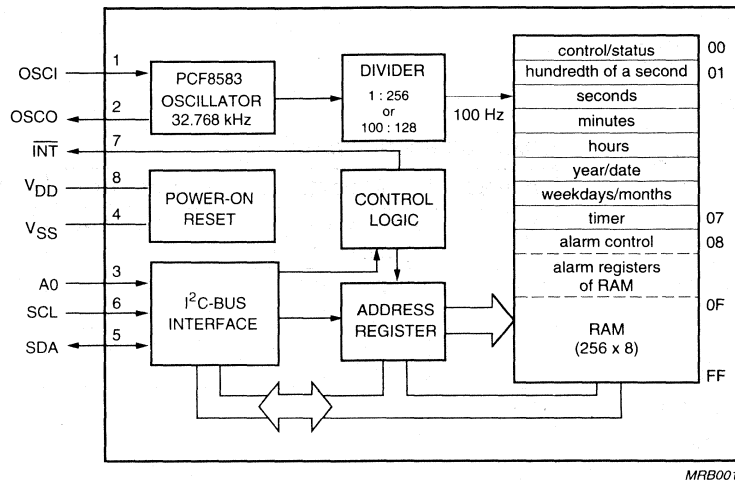 OSCI 1
OSCO 2
INT 7
VDD 8
VSS 4
A0 3
SCL 6
SDA 5
PCF8583
OSCILLATOR
32.768 kHz
DIVIDER
1 : 256
or
100 : 128
100 Hz
POWER-ON
RESET
CONTROL
LOGIC
I²C-BUS
INTERFACE
ADDRESS
REGISTER
control/status 00
hundredth of a second 01
seconds
minutes
hours
year/date
weekdays/months
timer 07
alarm control 08
alarm registers
of RAM
0F
RAM
(256 x 8)
FF
MRB001